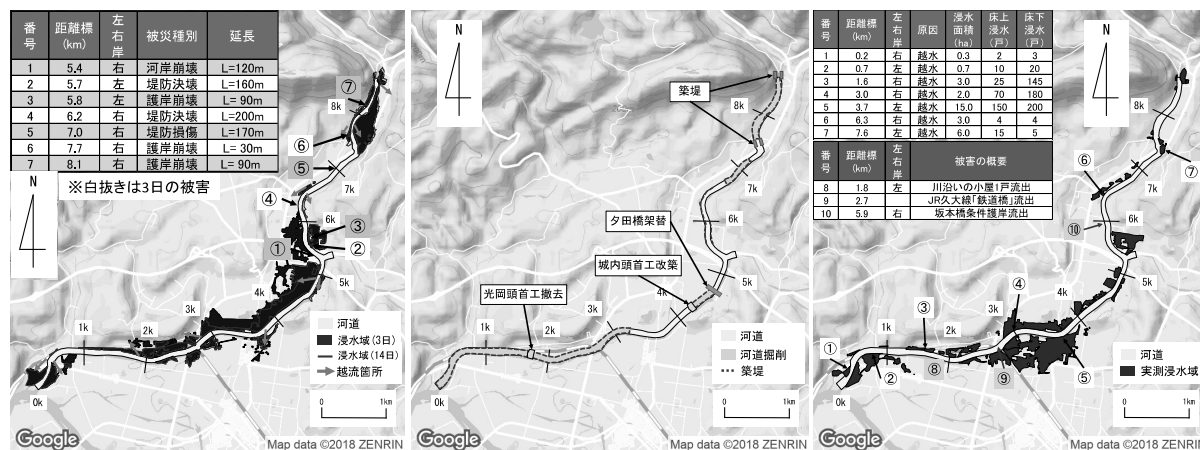 番号 距離標(km) 左右岸 被災種別 延長
1 5.4 右 河岸崩壊 L=120m
2 5.7 左 堤防決壊 L=160m
3 5.8 左 護岸崩壊 L= 90m
4 6.2 右 堤防決壊 L=200m
5 7.0 右 堤防損傷 L=170m
6 7.7 右 護岸崩壊 L= 30m
7 8.1 右 護岸崩壊 L= 90m
※白抜きは3日の被害
N
⑦
8k
⑥
⑤
7k
④
6k
③
②
①
5k
4k
3k
2k
1k
0k
河道
浸水域(3日)
浸水域(14日)
越流箇所
0 1km
Google
Map data ©2018 ZENRIN
N
築堤
8k
7k
夕田橋架替
6k
城内頭首工改築
5k
光岡頭首工撤去
4k
3k
2k
1k
0k
河道
河道掘削
築堤
0 1km
Google
Map data ©2018 ZENRIN
番号 距離標(km) 左右岸 原因 浸水面積(ha) 床上浸水(戸) 床下浸水(戸)
1 0.2 右 越水 0.3 2 3
2 0.7 左 越水 0.7 10 20
3 1.6 右 越水 3.0 25 145
4 3.0 右 越水 2.0 70 180
5 3.7 左 越水 15.0 150 200
6 6.3 右 越水 3.0 4 4
7 7.6 左 越水 6.0 15 5
番号 距離標(km) 左右岸 被害の概要
8 1.8 左 川沿いの小屋1戸流出
9 2.7 JR久大線「鉄道橋」流出
10 5.9 右 坂本橋条件護岸流出
N
8k
⑦
⑥
7k
6k
⑩
5k
④
4k
③
3k
2k
1k
①
②
⑧
⑨
⑤
0k
河道
実測浸水域
0 1km
Google
Map data ©2018 ZENRIN